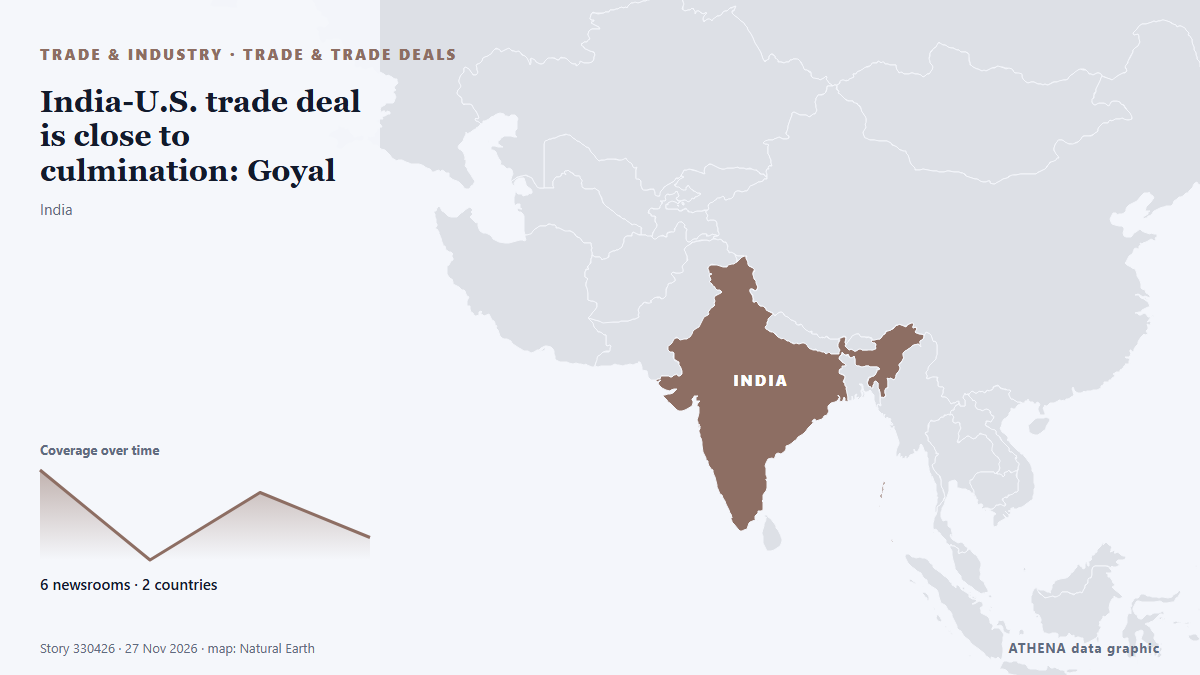 TRADE & INDUSTRY · TRADE & TRADE DEALS
India-U.S. trade deal
is close to
culmination: Goyal
India
INDIA
Coverage over time
6 newsrooms · 2 countries
Story 330426 · 27 Nov 2026 · map: Natural Earth
ATHENA data graphic